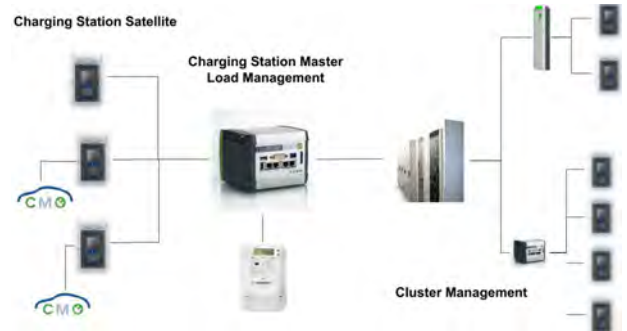 Charging Station Satellite
Charging Station Master
Load Management
CMO
CMO
Cluster Management